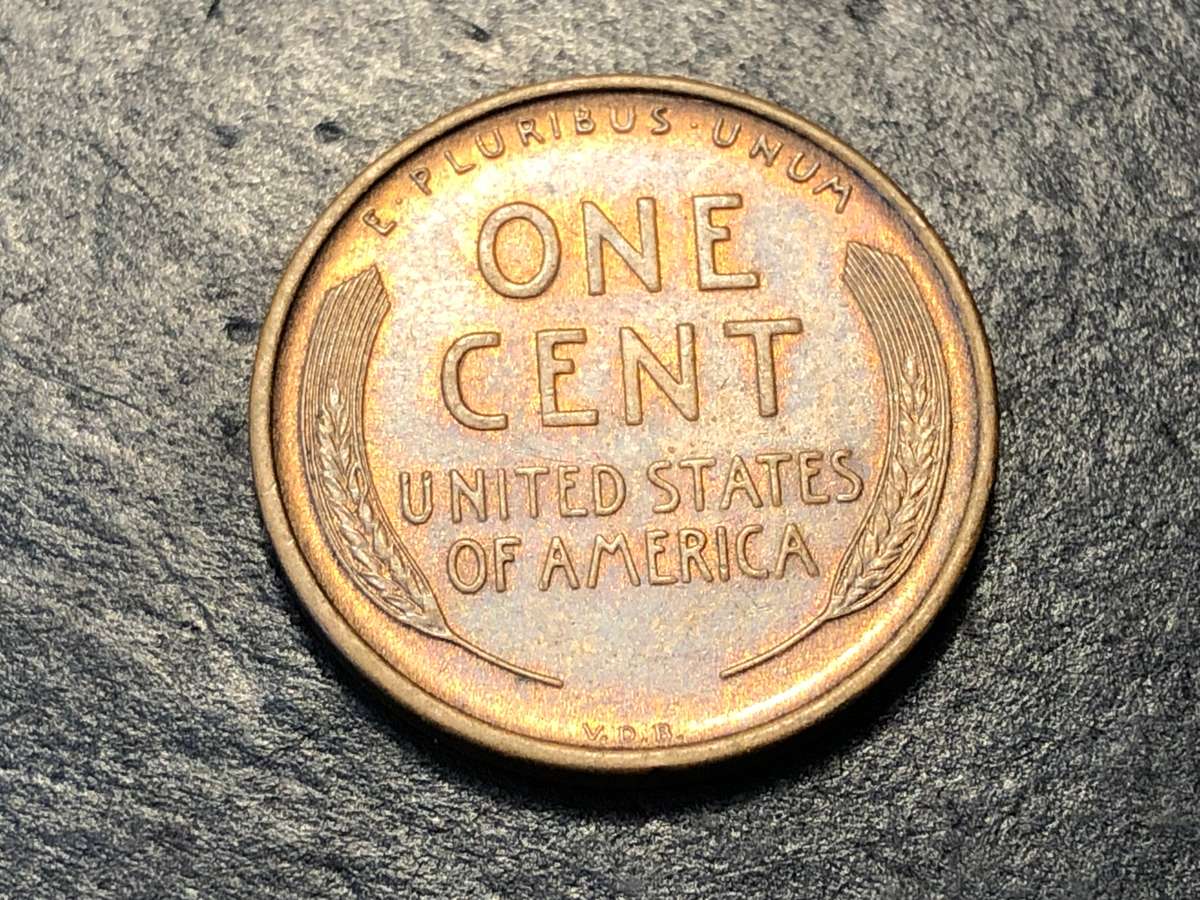 E · PLURIBUS · UNUM
ONE
CENT
UNITED STATES
OF AMERICA
V.D.B.